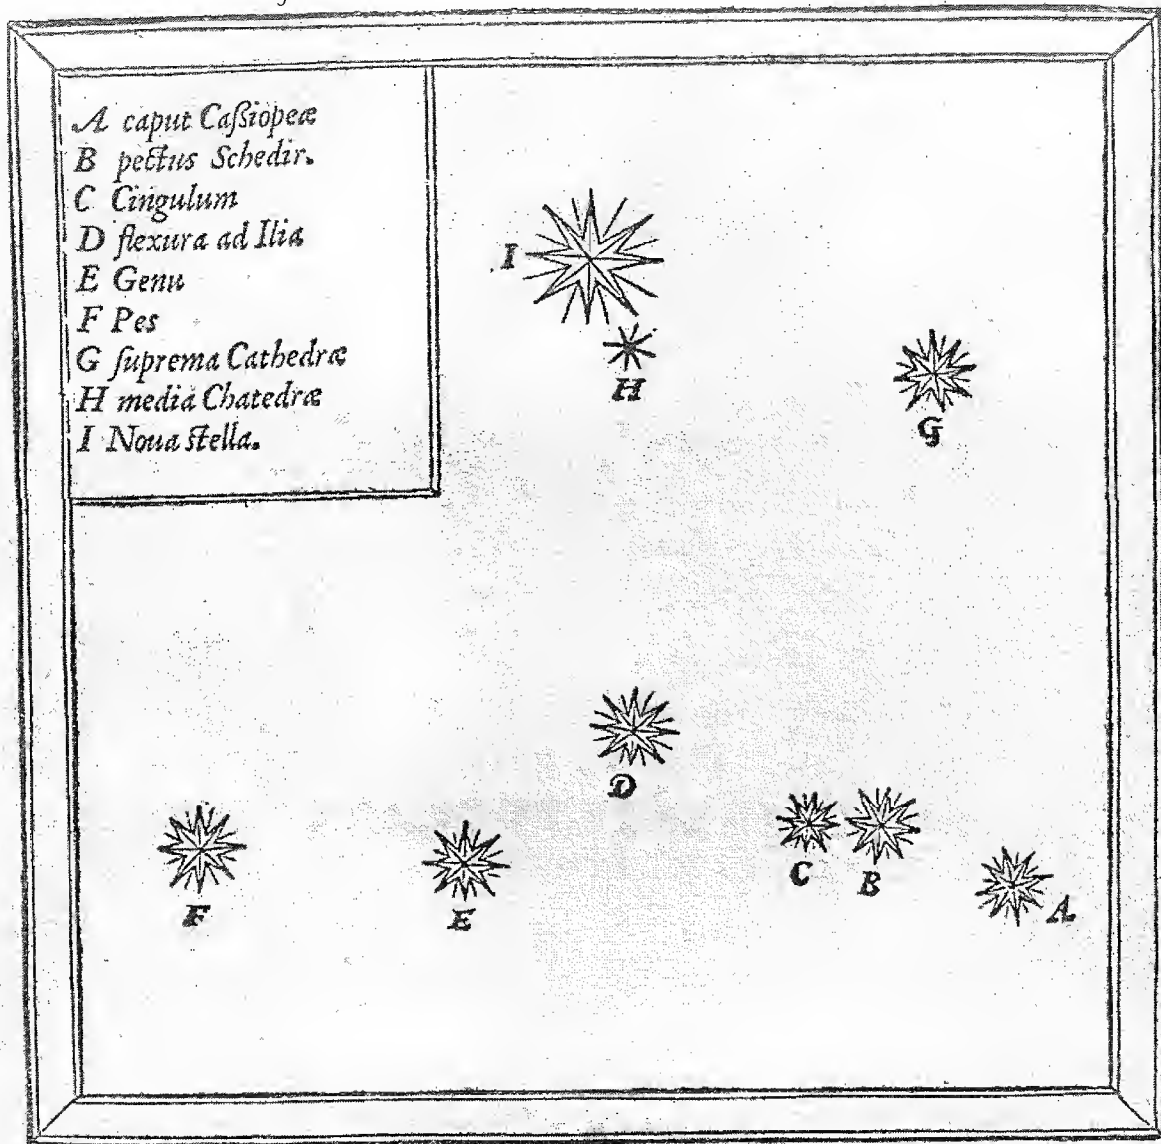 A caput Caſsiopeæ
B pectus Schedir.
C Cingulum
D flexura ad Ilia
E Genu
F Pes
G ſuprema Cathedræ
H media Chatedræ
I Noua stella.
I
H
G
D
C
B
A
F
E